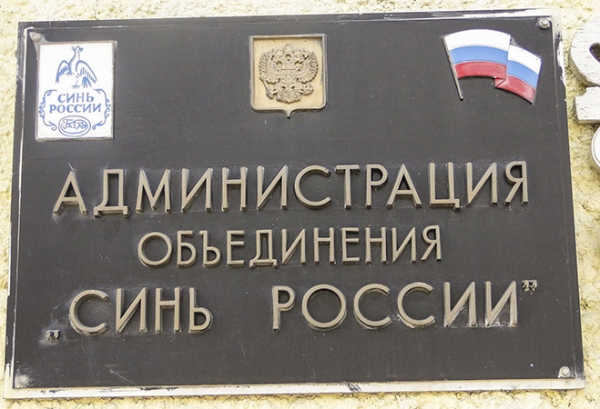 СИНЬ
РОССИИ
АДМИНИСТРАЦИЯ
ОБЪЕДИНЕНИЯ
"СИНЬ РОССИИ"